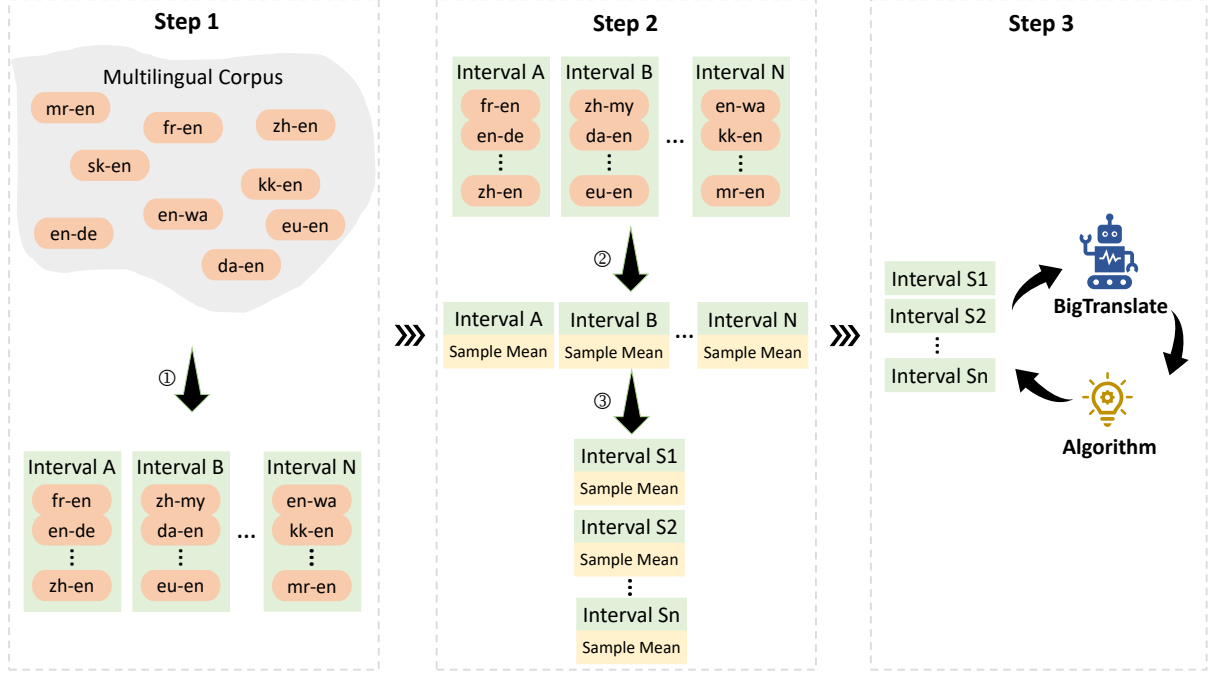 Step 1
Multilingual Corpus
mr-en
fr-en
zh-en
sk-en
kk-en
en-wa
eu-en
en-de
da-en
①
Interval A
fr-en
en-de
⋮
zh-en
Interval B
zh-my
da-en
⋮
eu-en
...
Interval N
en-wa
kk-en
⋮
mr-en
Step 2
Interval A
fr-en
en-de
⋮
zh-en
Interval B
zh-my
da-en
⋮
eu-en
...
Interval N
en-wa
kk-en
⋮
mr-en
②
Interval A
Sample Mean
Interval B
Sample Mean
...
Interval N
Sample Mean
③
Interval S1
Sample Mean
Interval S2
Sample Mean
⋮
Interval Sn
Sample Mean
Step 3
Interval S1
Interval S2
⋮
Interval Sn
BigTranslate
Algorithm